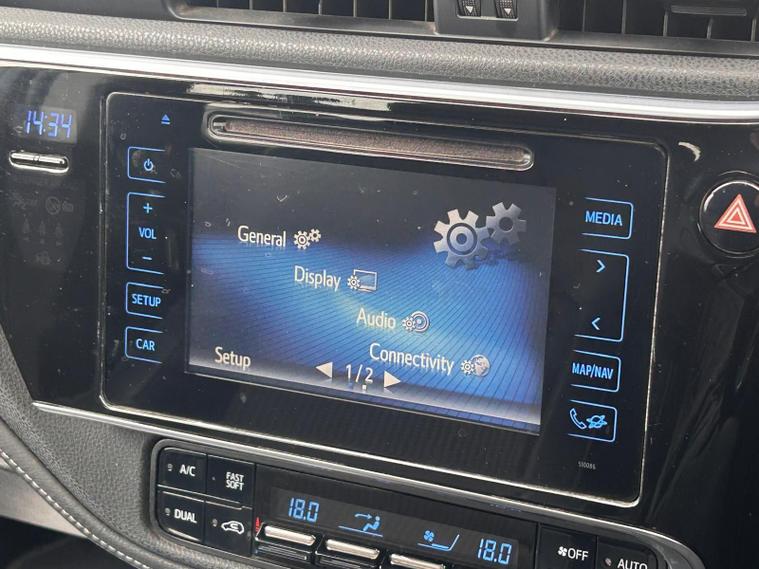 14:34
VOL
SETUP
CAR
General
Display
Audio
Connectivity
Setup
1/2
MEDIA
MAP/NAV
510086
A/C
FAST
SOFT
DUAL
18.0
18.0
OFF
AUTO